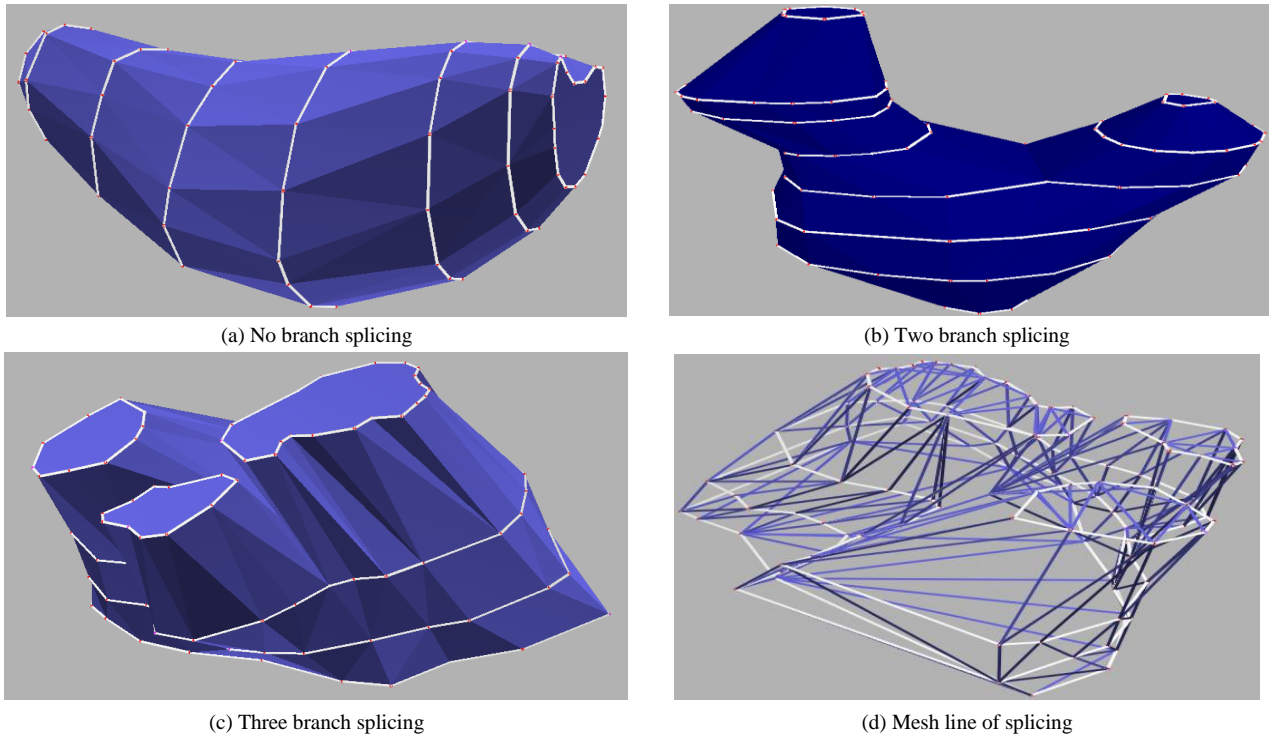 (a) No branch splicing
(b) Two branch splicing
(c) Three branch splicing
(d) Mesh line of splicing